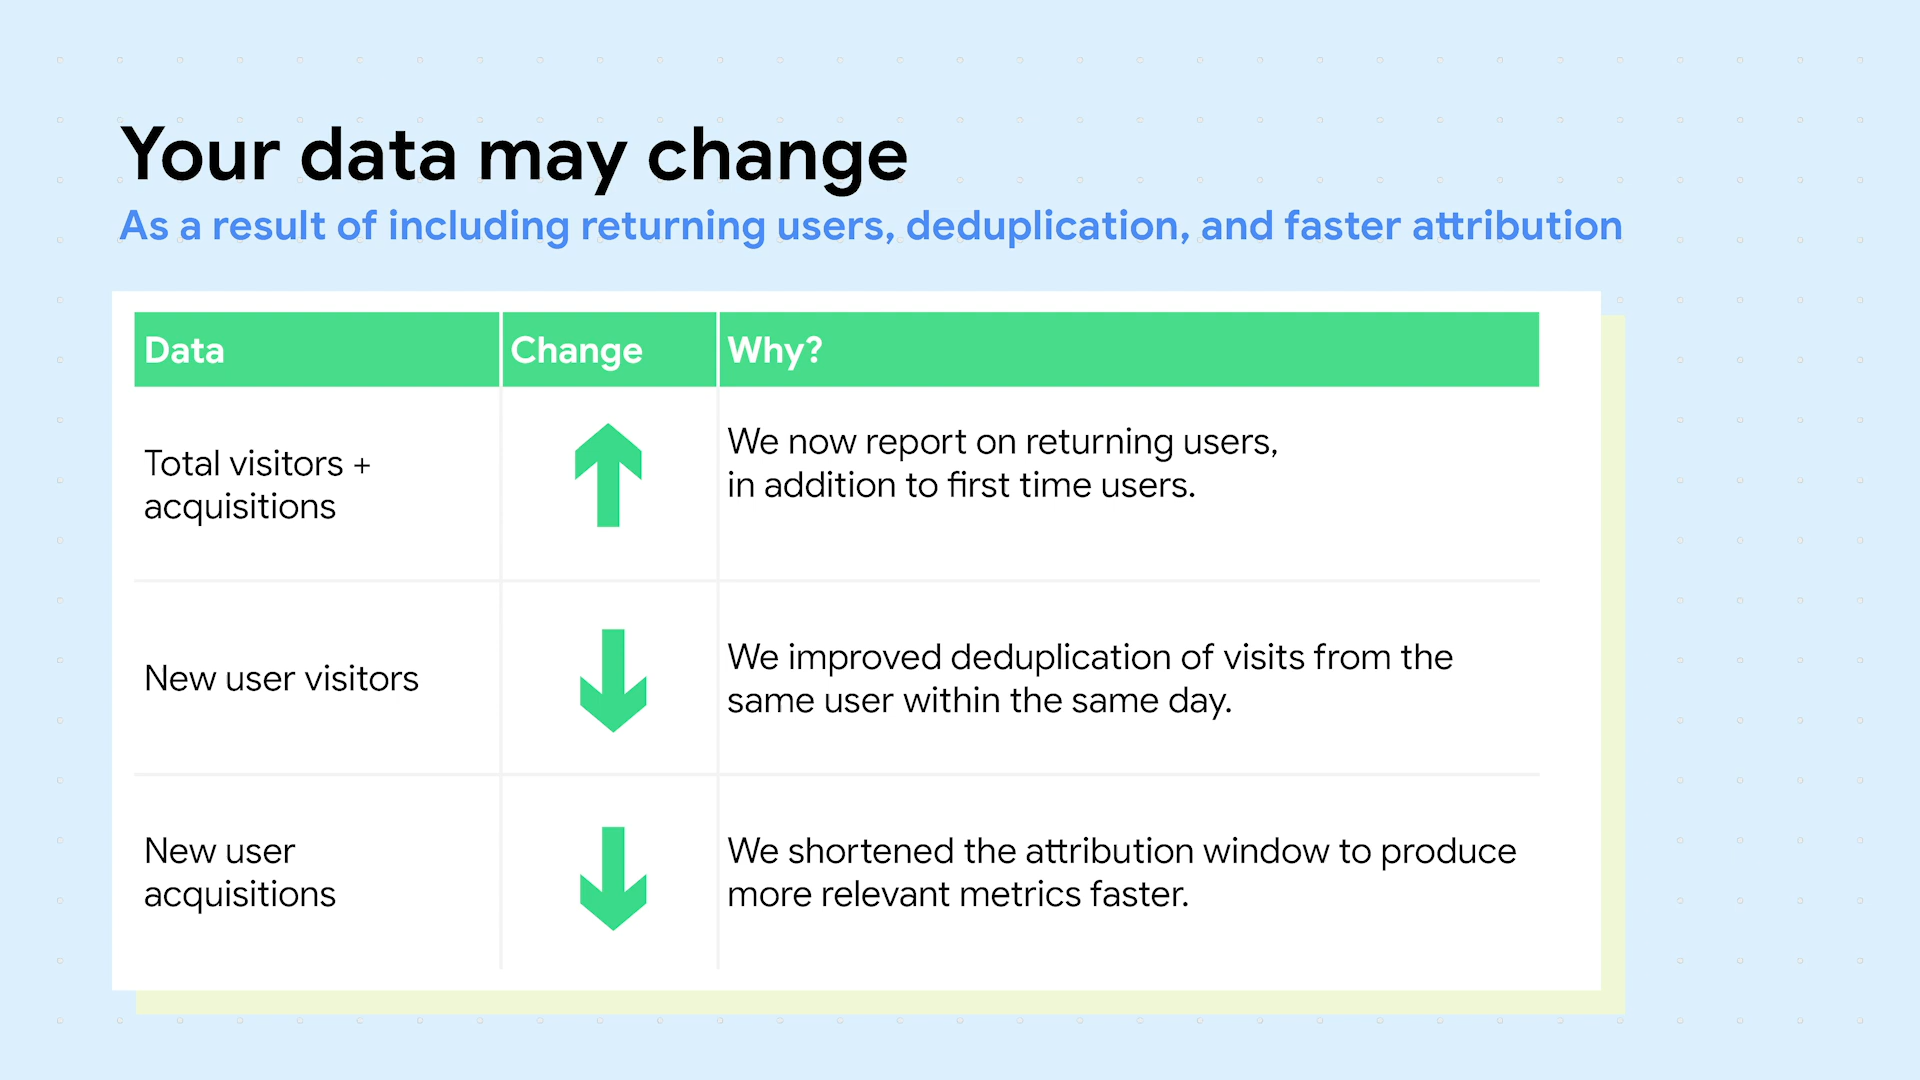 Your data may change
As a result of including returning users, deduplication, and faster attribution
Data
Change
Why?
Total visitors +
acquisitions
We now report on returning users,
in addition to first time users.
New user visitors
We improved deduplication of visits from the
same user within the same day.
New user
acquisitions
We shortened the attribution window to produce
more relevant metrics faster.